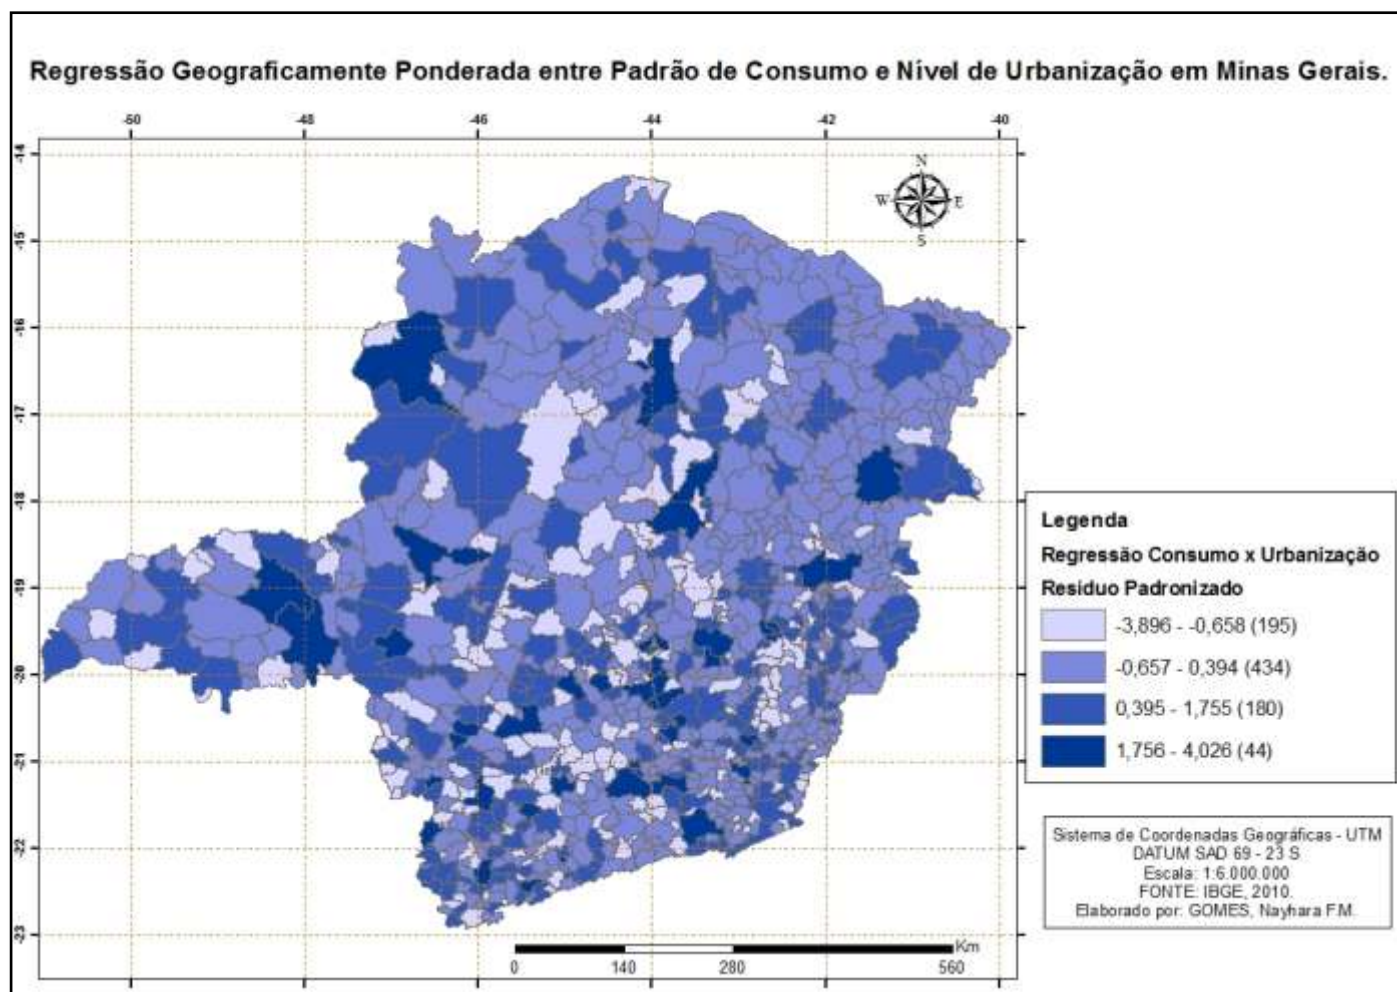 Regressão Geograficamente Ponderada entre Padrão de Consumo e Nível de Urbanização em Minas Gerais.
-50 -48 -46 -44 -42 -40
-14
-15
-16
-17
-18
-19
-20
-21
-22
-23
N
W E
S
Legenda
Regressão Consumo x Urbanização
Resíduo Padronizado
-3,896 - -0,658 (195)
-0,657 - 0,394 (434)
0,395 - 1,755 (180)
1,756 - 4,026 (44)
Sistema de Coordenadas Geográficas - UTM
DATUM SAD 69 - 23 S
Escala: 1:6.000.000
FONTE: IBGE, 2010.
Elaborado por: GOMES, Nayhara F.M.
Km
0 140 280 560